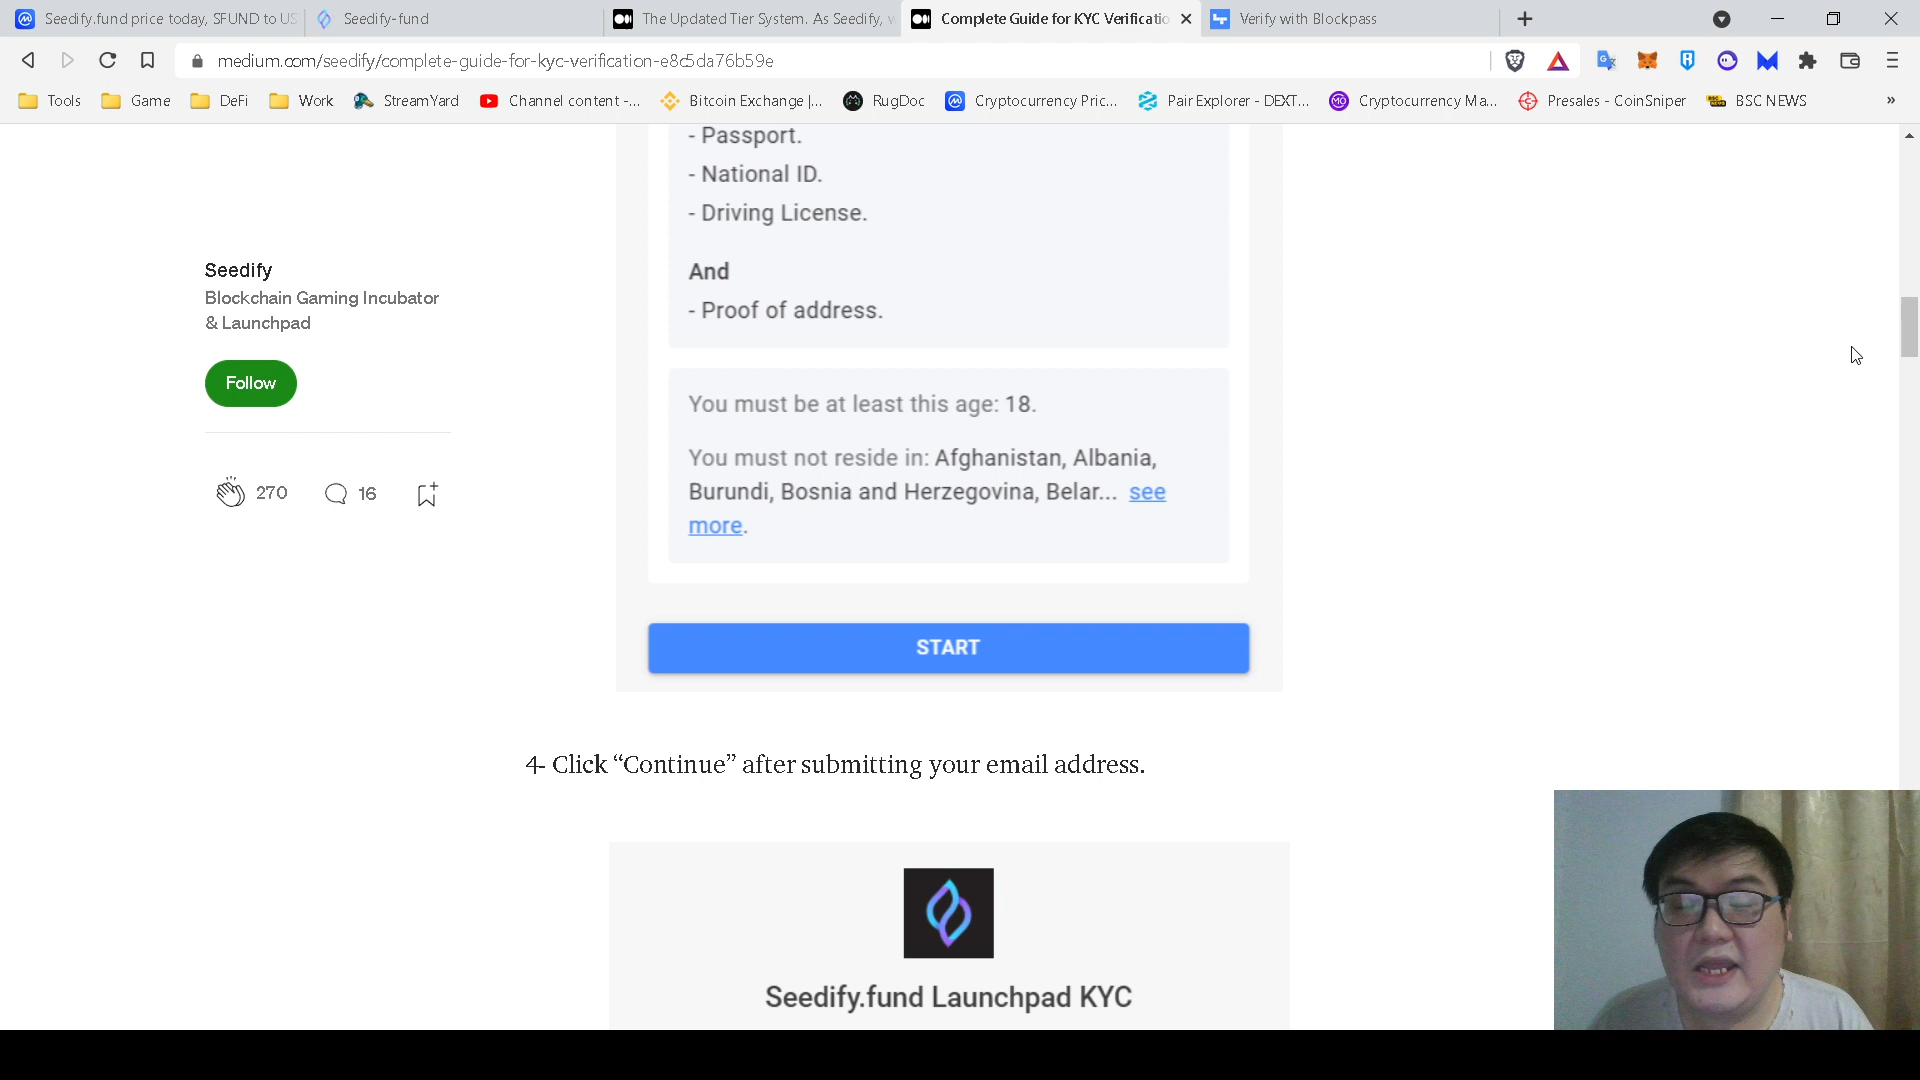 Seedify.fund price today, SFUND to US
Seedify-fund
The Updated Tier System. As Seedify, w
Complete Guide for KYC Verificatio
Verify with Blockpass
medium.com/seedify/complete-guide-for-kyc-verification-e8c5da76b59e
Tools
Game
DeFi
Work
StreamYard
Channel content -...
Bitcoin Exchange |...
RugDoc
Cryptocurrency Pric...
Pair Explorer - DEXT...
Cryptocurrency Ma...
Presales - CoinSniper
BSC NEWS
»
- Passport.
- National ID.
- Driving License.
And
- Proof of address.
Seedify
Blockchain Gaming Incubator
& Launchpad
Follow
270
16
You must be at least this age: 18.
You must not reside in: Afghanistan, Albania,
Burundi, Bosnia and Herzegovina, Belar... see
more.
START
4- Click “Continue” after submitting your email address.
Seedify.fund Launchpad KYC